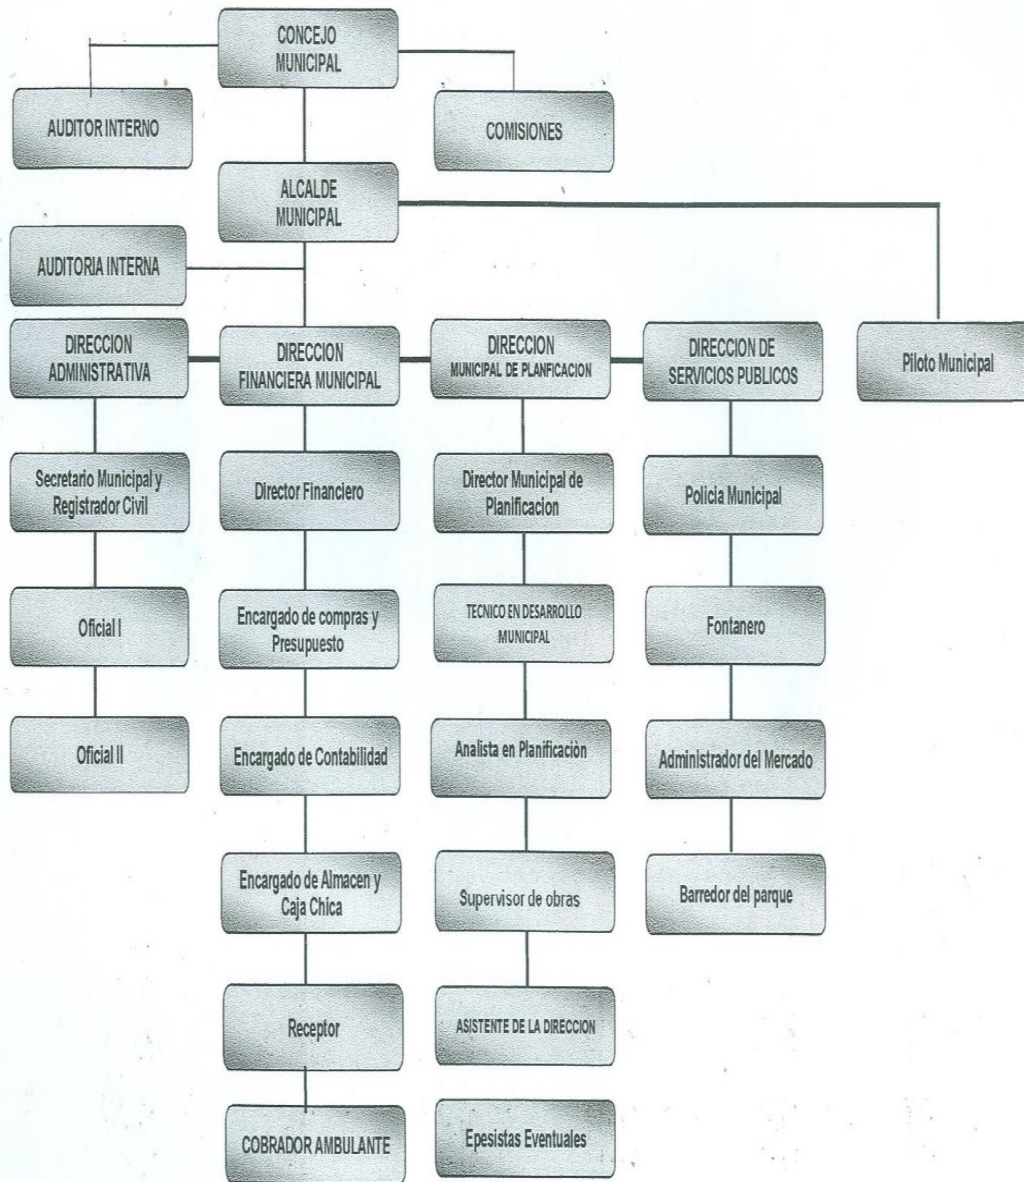 CONCEJO
MUNICIPAL
AUDITOR INTERNO
COMISIONES
ALCALDE
MUNICIPAL
AUDITORIA INTERNA
DIRECCION
ADMINISTRATIVA
DIRECCION
FINANCIERA MUNICIPAL
DIRECCION
MUNICIPAL DE PLANFICACION
DIRECCION DE
SERVICIOS PUBLICOS
Piloto Municipal
Secretario Municipal y
Registrador Civil
Director Financiero
Director Municipal de
Planificacion
Policia Municipal
Oficial I
Encargado de compras y
Presupuesto
TECNICO EN DESARROLLO
MUNICIPAL
Fontanero
Oficial II
Encargado de Contabilidad
Analista en Planificaciòn
Administrador del Mercado
Encargado de Almacen y
Caja Chica
Supervisor de obras
Barredor del parque
Receptor
ASISTENTE DE LA DIRECCION
COBRADOR AMBULANTE
Epesistas Eventuales